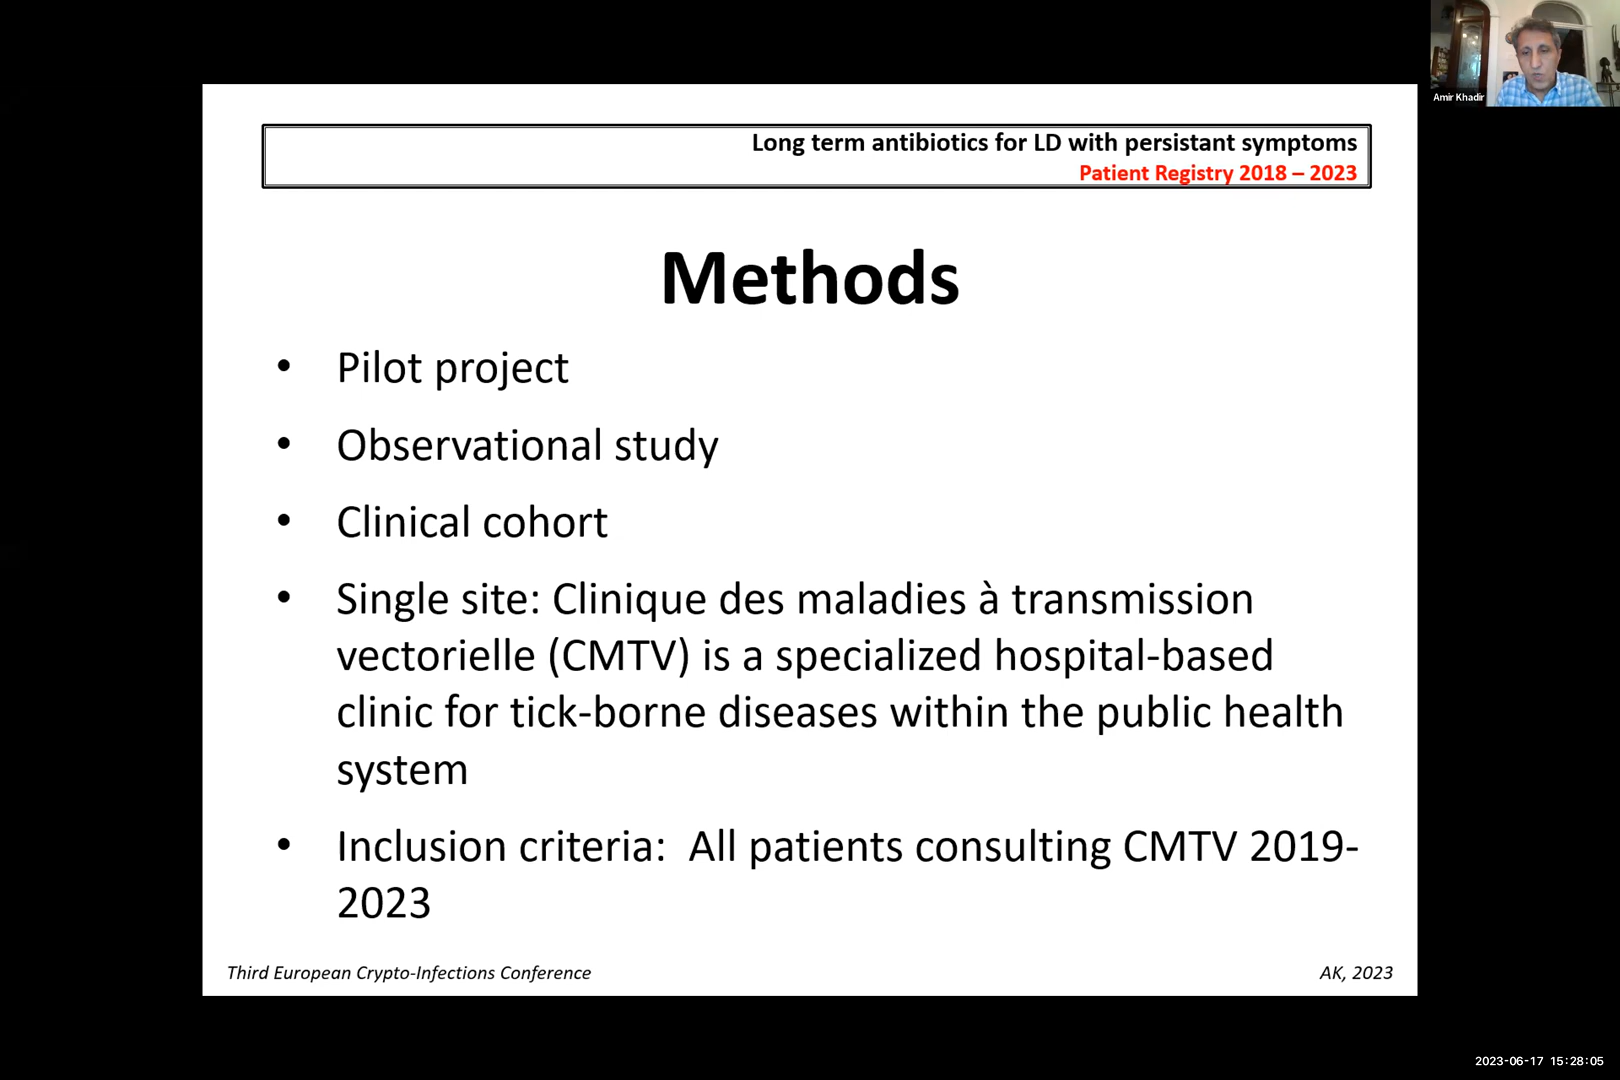 Amir Khadir
Long term antibiotics for LD with persistant symptoms
Patient Registry 2018 – 2023
Methods
• Pilot project
• Observational study
• Clinical cohort
• Single site: Clinique des maladies à transmission
vectorielle (CMTV) is a specialized hospital-based
clinic for tick-borne diseases within the public health
system
• Inclusion criteria:  All patients consulting CMTV 2019-
2023
Third European Crypto-Infections Conference
AK, 2023
2023-06-17 15:28:05